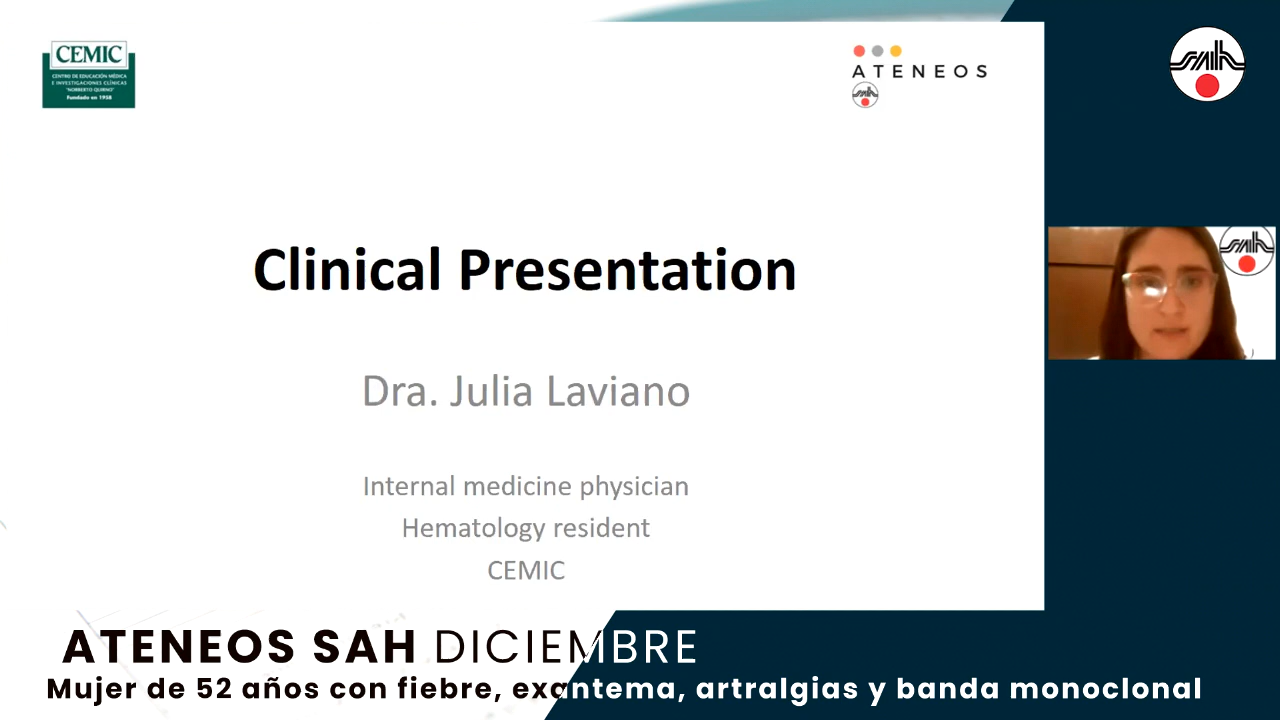 CEMIC
CENTRO DE EDUCACIÓN MÉDICA
E INVESTIGACIONES CLÍNICAS
"NORBERTO QUIRNO"
Fundado en 1958
ATENEOS
Clinical Presentation
Dra. Julia Laviano
Internal medicine physician
Hematology resident
CEMIC
ATENEOS SAH DICIEMBRE
Mujer de 52 años con fiebre, exantema, artralgias y banda monoclonal